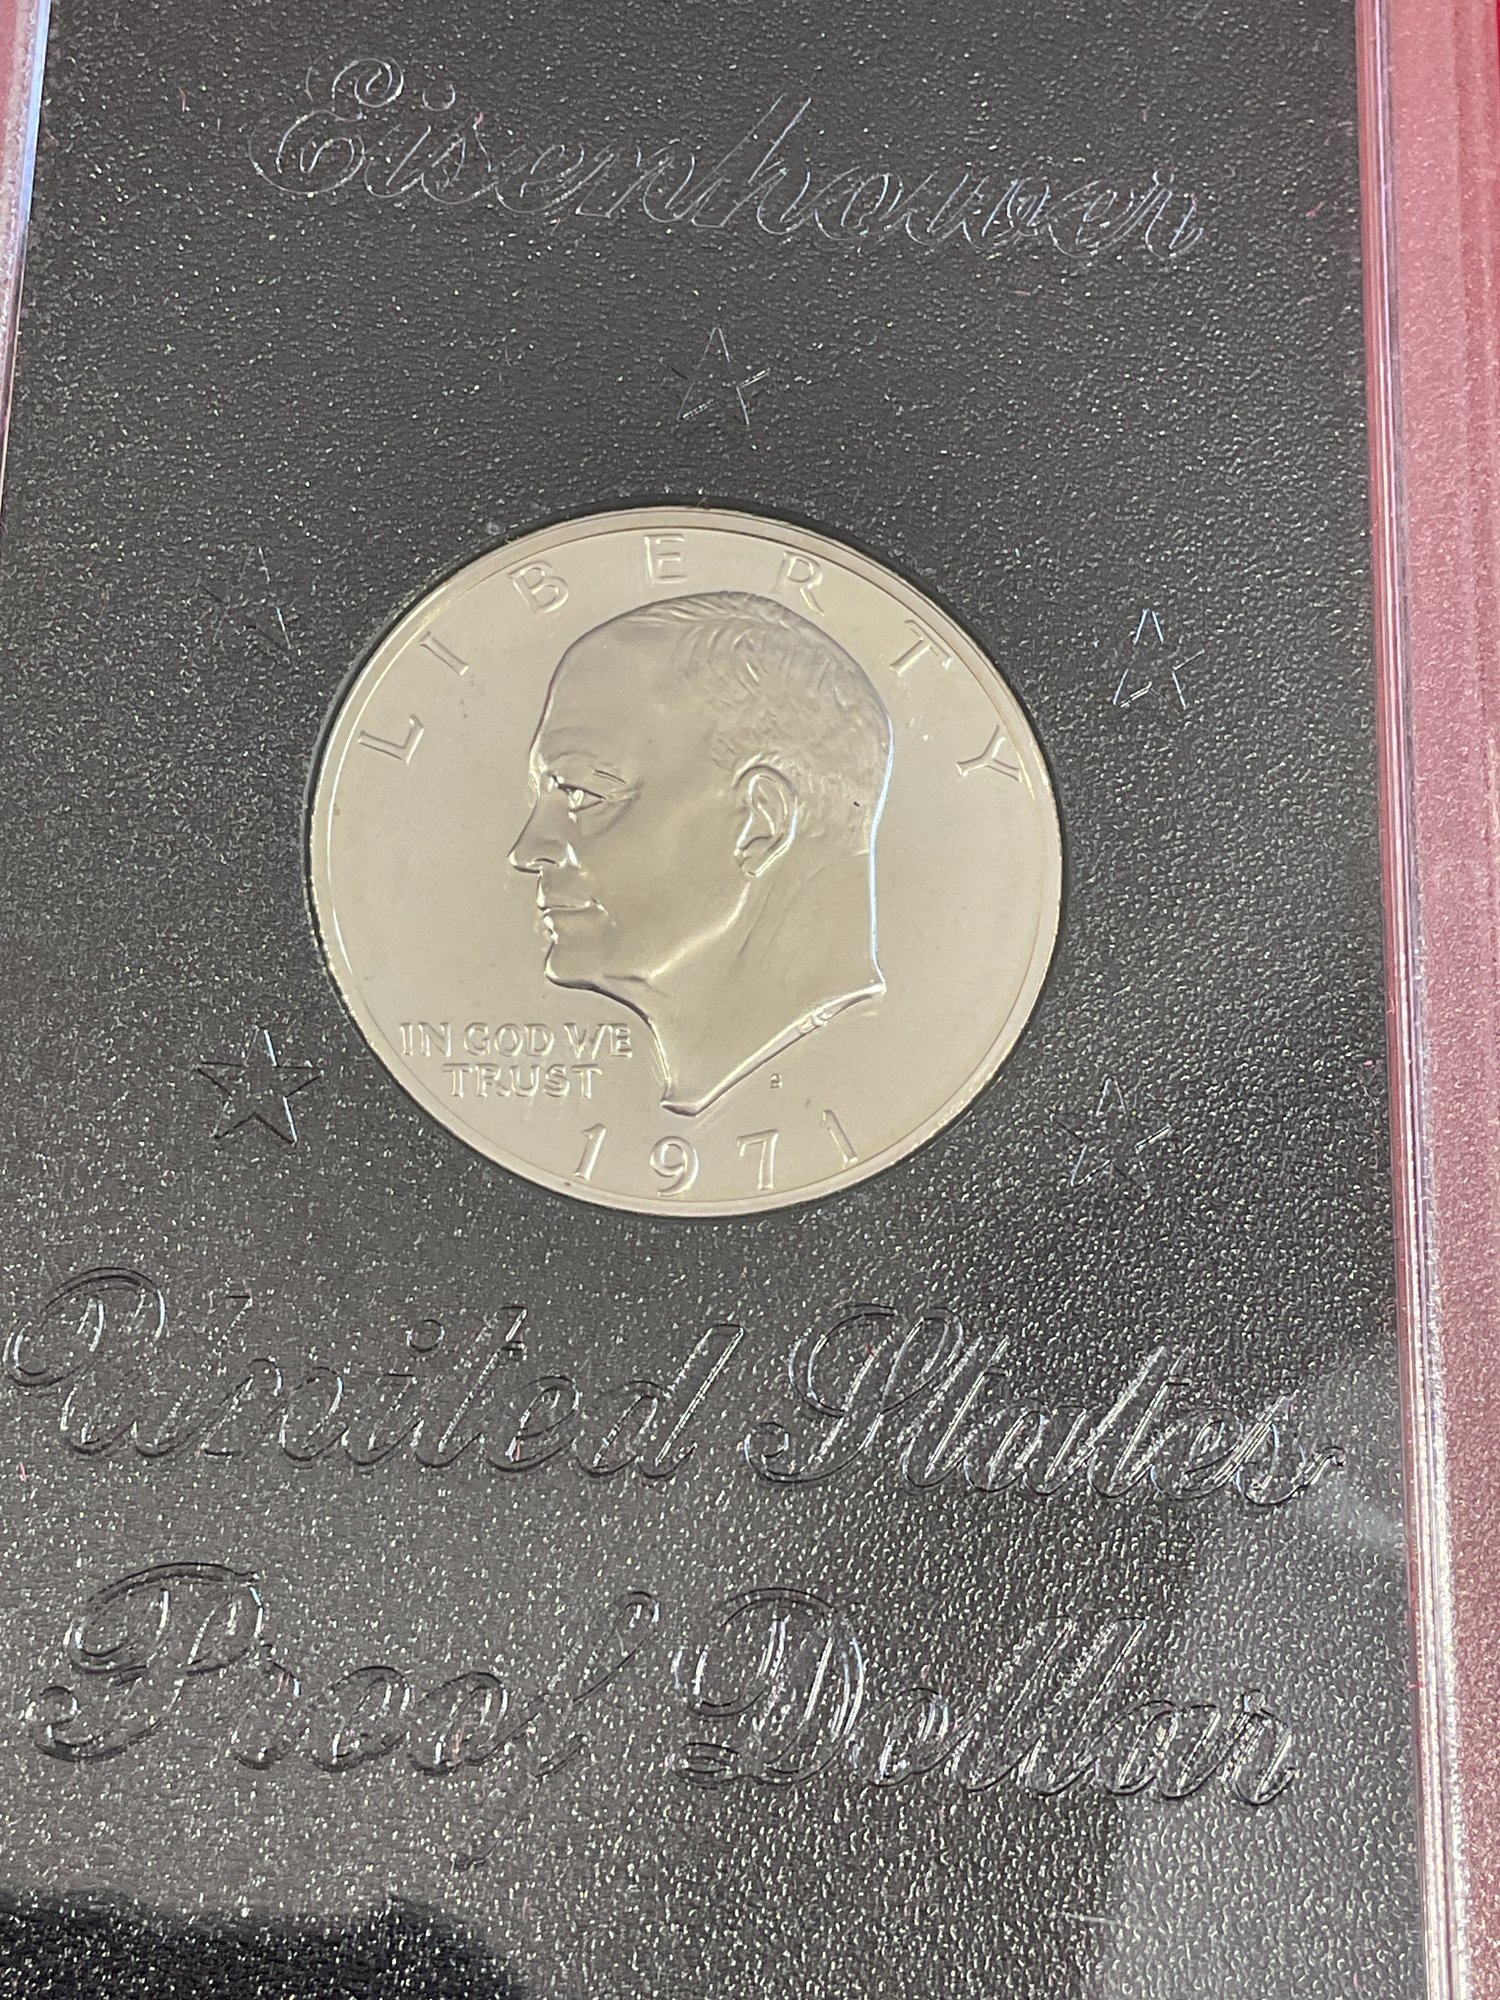 Eisenhower
LIBERTY
IN GOD WE
TRUST
S
1971
United States
Proof Dollar